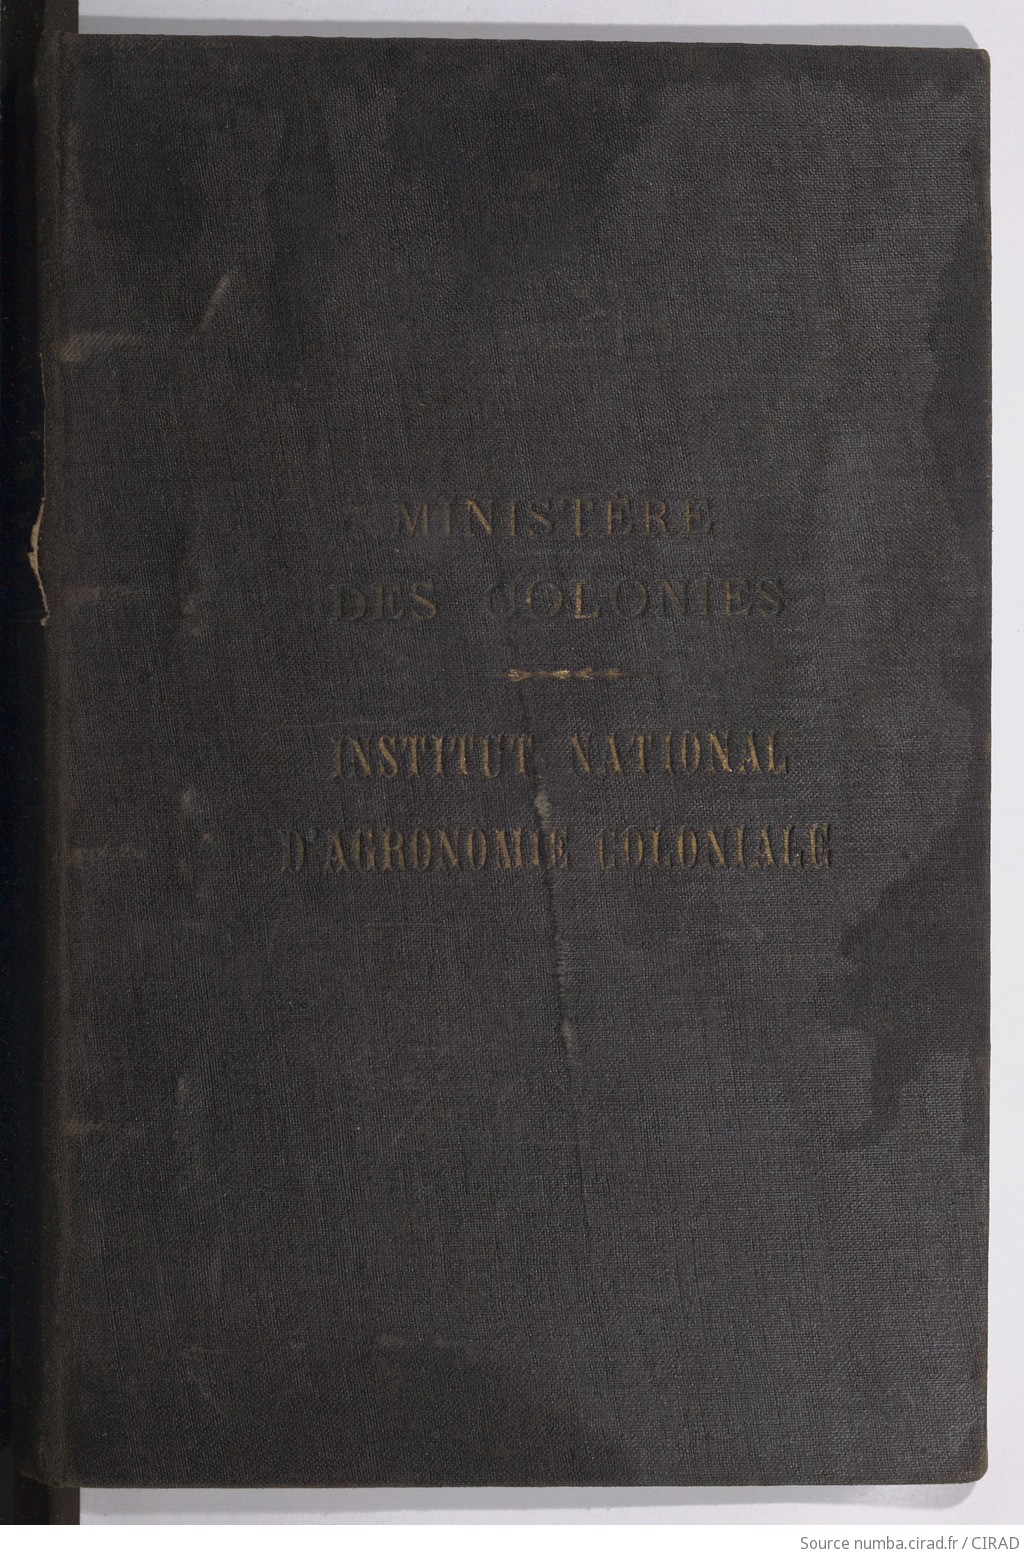 MINISTÈRE
DES COLONIES
INSTITUT NATIONAL
D'AGRONOMIE COLONIALE
Source numba.cirad.fr / CIRAD